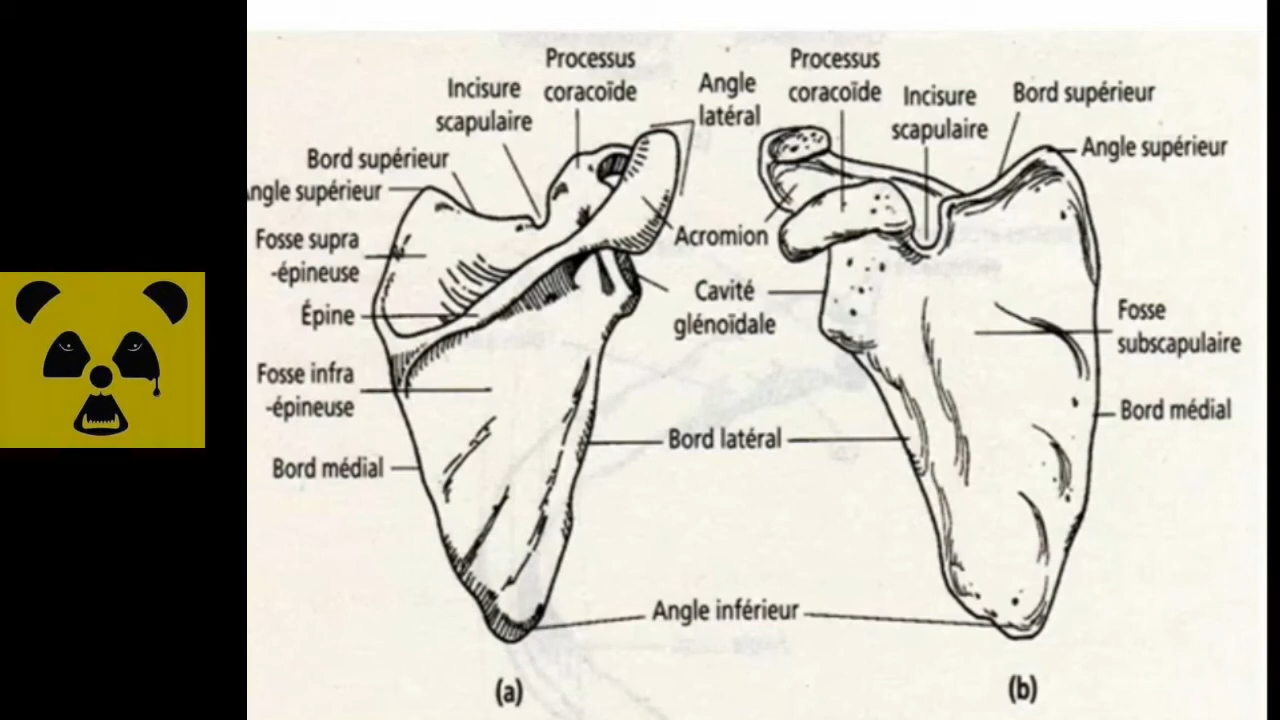 Processus
coracoïde
Incisure
scapulaire
Angle
latéral
Bord supérieur
Angle supérieur
Fosse supra
-épineuse
Épine
Fosse infra
-épineuse
Bord médial
Acromion
Cavité
glénoïdale
Bord latéral
Angle inférieur
(a)
Processus
coracoïde
Incisure
scapulaire
Bord supérieur
Angle supérieur
Fosse
subscapulaire
Bord médial
(b)